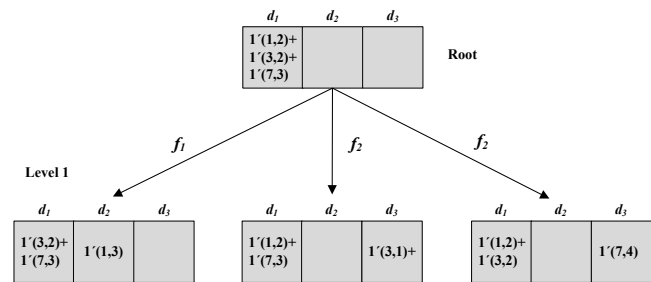 d1 d2 d3
1´(1,2)+
1´(3,2)+
1´(7,3)
Root
f1 f2 f2
Level 1
d1 d2 d3
1´(3,2)+
1´(7,3)
1´(1,3)
d1 d2 d3
1´(1,2)+
1´(7,3)
1´(3,1)+
d1 d2 d3
1´(1,2)+
1´(3,2)
1´(7,4)